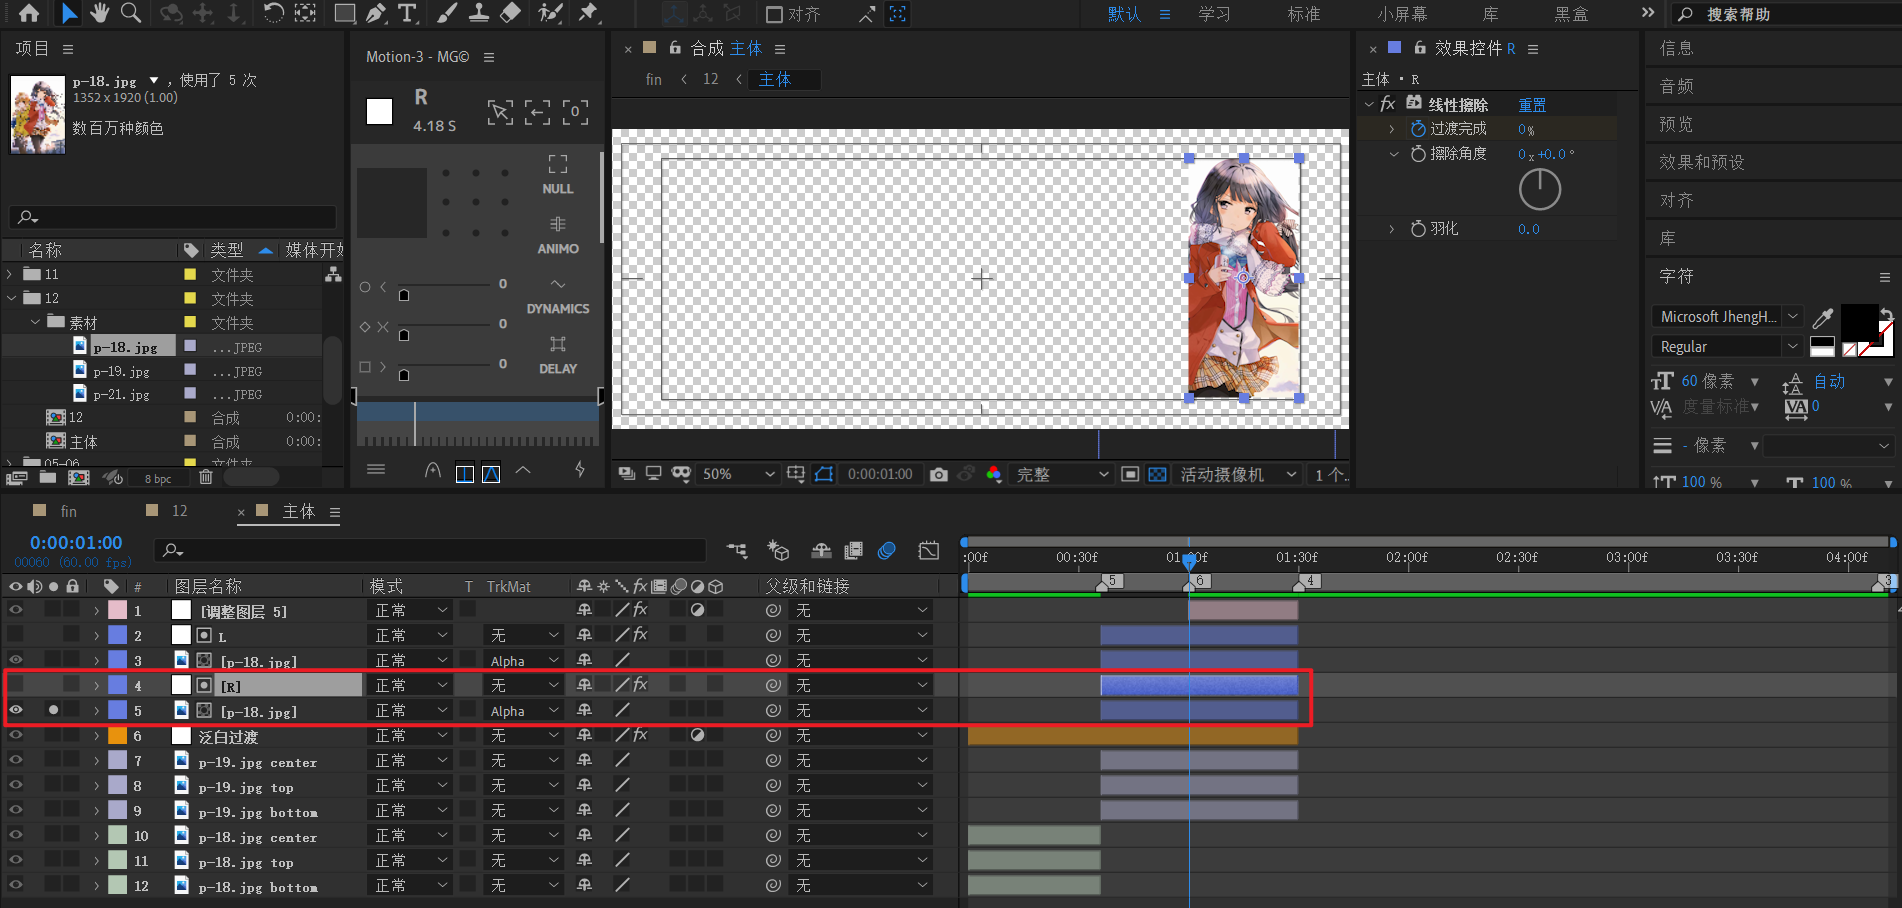 对齐
默认
学习
标准
小屏幕
库
黑盒
搜索帮助
项目
p-18.jpg ▼ , 使用了 5 次
1352 x 1920 (1.00)
数百万种颜色
名称 类型 媒体开始
11 文件夹
12 文件夹
素材 文件夹
p-18.jpg ...JPEG
p-19.jpg ...JPEG
p-21.jpg ...JPEG
12 合成 0:00:
主体 合成 0:00:
05-06 文件夹
8 bpc
Motion-3 - MG©
R
4.18 S
0
NULL
ANIMO
0
DYNAMICS
0
0
DELAY
× 合成 主体
fin < 12 < 主体
50%
0:00:01:00
完整
活动摄像机
1 个..
× 效果控件 R
主体 · R
fx 线性擦除 重置
过渡完成 0%
擦除角度 0x+0.0°
羽化 0.0
信息
音频
预览
效果和预设
对齐
库
字符
Microsoft JhengH...
Regular
60 像素 自动
度量标准 0
- 像素
100 % 100 %
fin
12
× 主体
0:00:01:00
00060 (60.00 fps)
:00f 00:30f 01:00f 01:30f 02:00f 02:30f 03:00f 03:30f 04:00f
5 6 4 3
# 图层名称 模式 T TrkMat fx 父级和链接
1 [调整图层 5] 正常 fx 无
2 L 正常 无 fx 无
3 [p-18.jpg] 正常 Alpha 无
4 [R] 正常 无 fx 无
5 [p-18.jpg] 正常 Alpha 无
6 泛白过渡 正常 无 fx 无
7 p-19.jpg center 正常 无 无
8 p-19.jpg top 正常 无 无
9 p-19.jpg bottom 正常 无 无
10 p-18.jpg center 正常 无 无
11 p-18.jpg top 正常 无 无
12 p-18.jpg bottom 正常 无 无